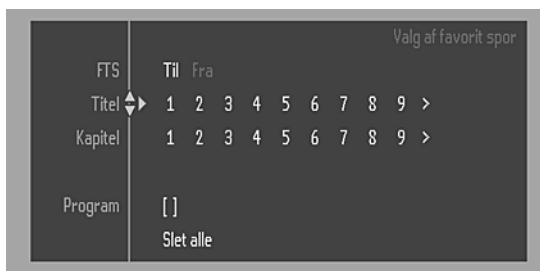 Valg af favorit spor
FTS Til Fra
Titel 1 2 3 4 5 6 7 8 9 >
Kapitel 1 2 3 4 5 6 7 8 9 >
Program [ ]
Slet alle